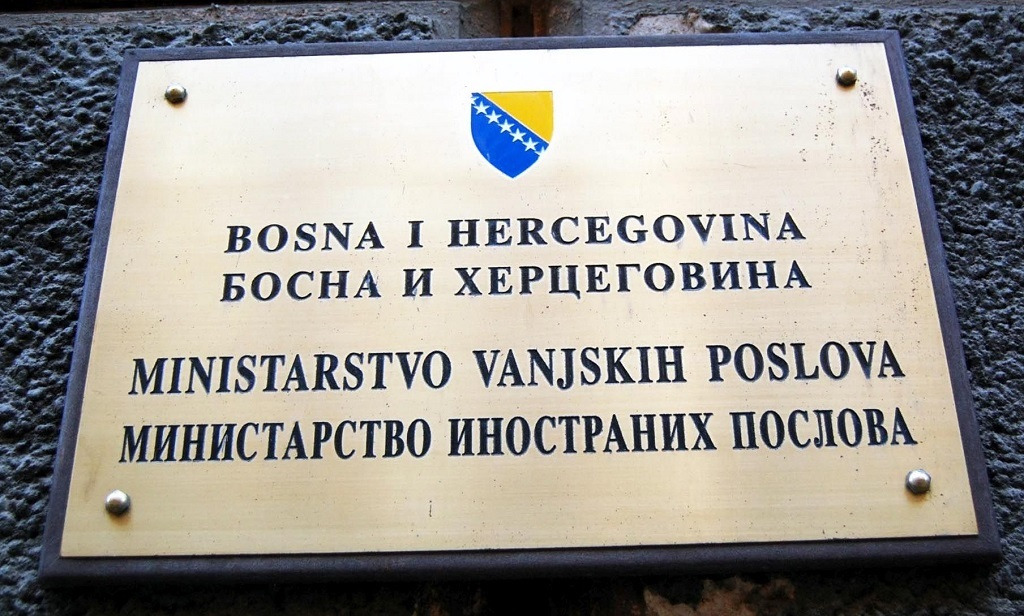 BOSNA I HERCEGOVINA
БОСНА И ХЕРЦЕГОВИНА
MINISTARSTVO VANJSKIH POSLOVA
МИНИСТАРСТВО ИНОСТРАНИХ ПОСЛОВА